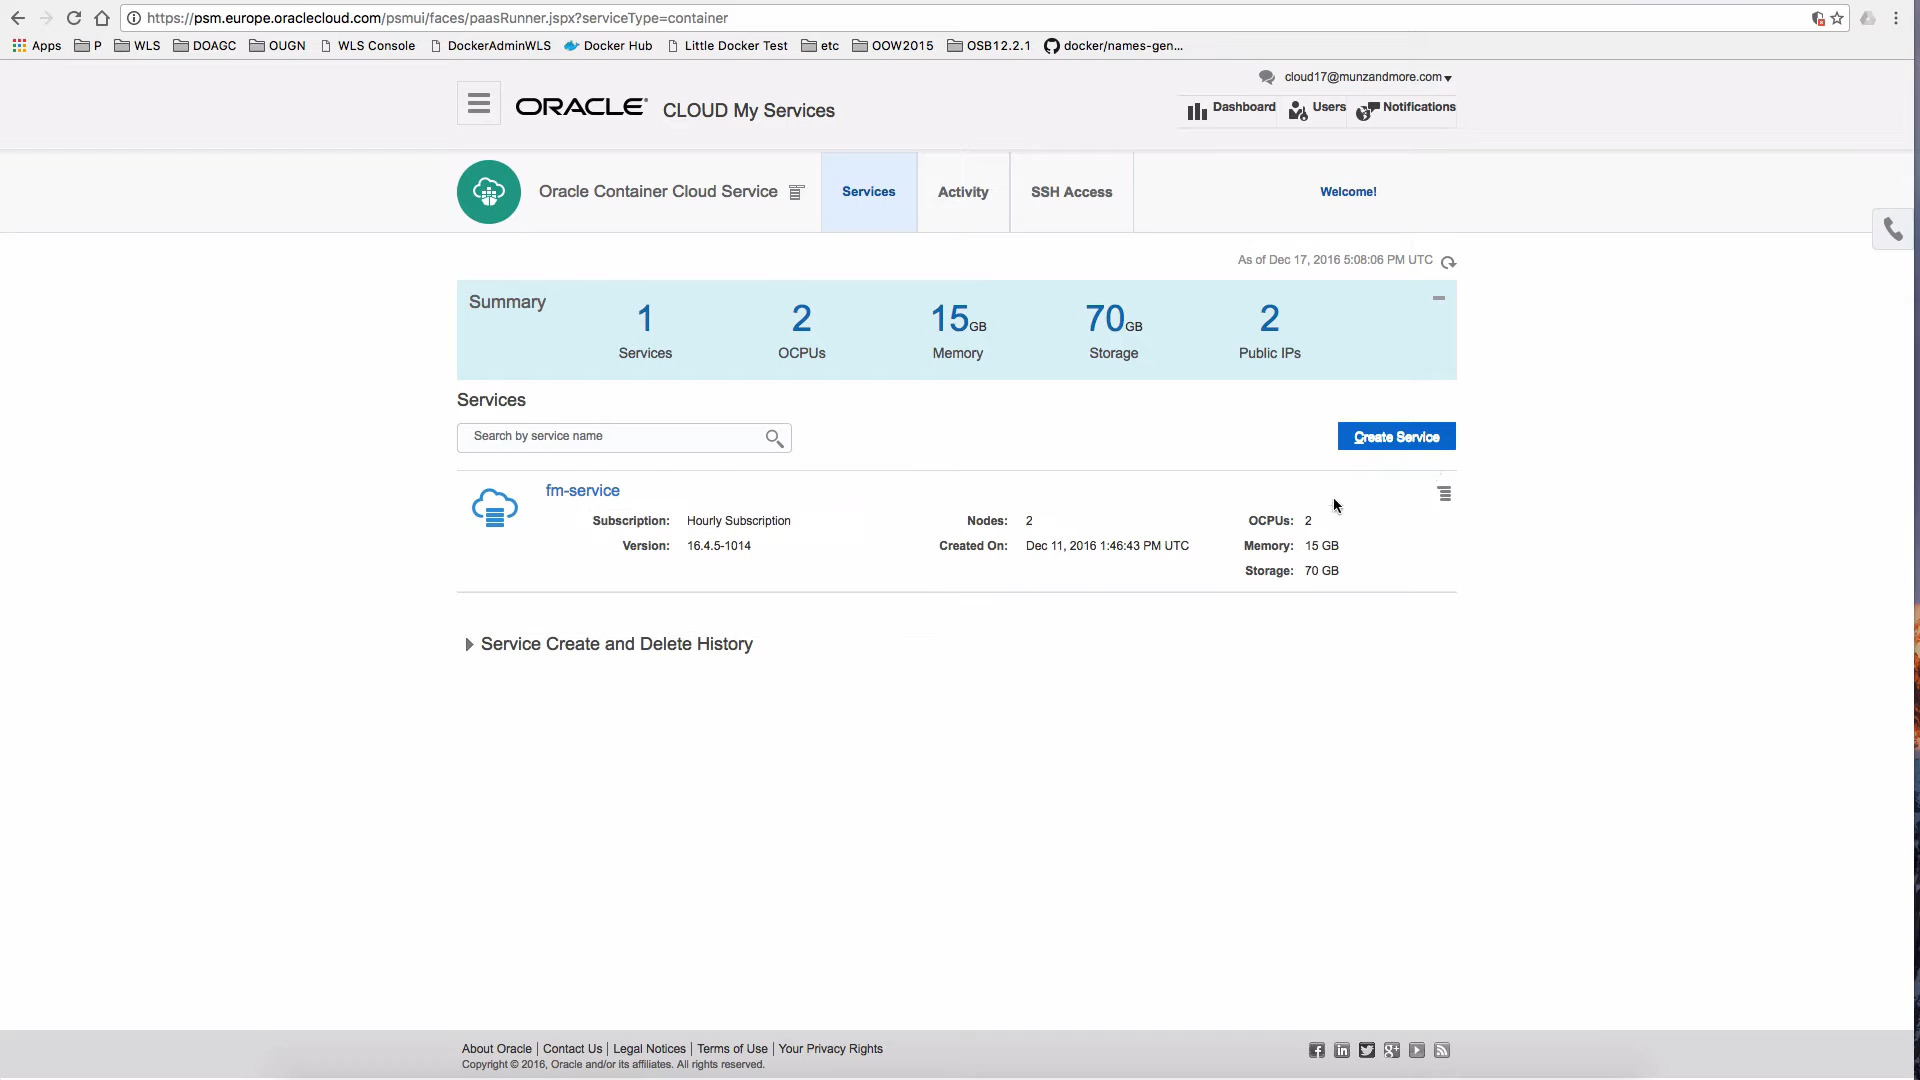 https://psm.europe.oraclecloud.com/psmui/faces/paasRunner.jspx?serviceType=container
Apps P WLS DOAGC OUGN WLS Console DockerAdminWLS Docker Hub Little Docker Test etc OOW2015 OSB12.2.1 docker/names-gen...
cloud17@munzandmore.com
ORACLE CLOUD My Services
Dashboard Users Notifications
Oracle Container Cloud Service Services Activity SSH Access Welcome!
As of Dec 17, 2016 5:08:06 PM UTC
Summary
1 2 15GB 70GB 2
Services OCPUs Memory Storage Public IPs
Services
Search by service name
Create Service
fm-service
Subscription: Hourly Subscription Nodes: 2 OCPUs: 2
Version: 16.4.5-1014 Created On: Dec 11, 2016 1:46:43 PM UTC Memory: 15 GB
Storage: 70 GB
Service Create and Delete History
About Oracle | Contact Us | Legal Notices | Terms of Use | Your Privacy Rights
Copyright © 2016, Oracle and/or its affiliates. All rights reserved.